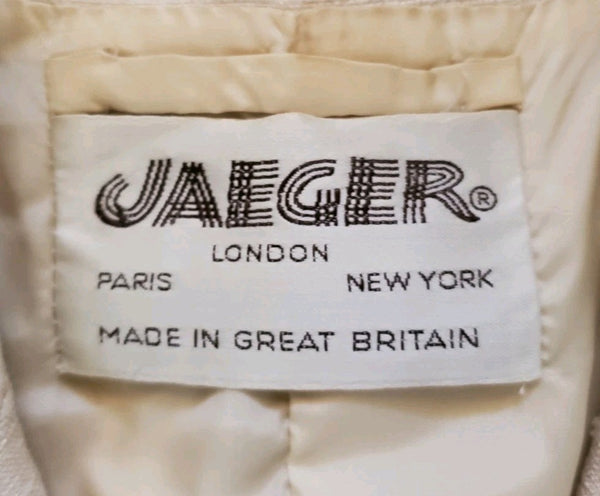 JAEGER®
LONDON
PARIS NEW YORK
MADE IN GREAT BRITAIN